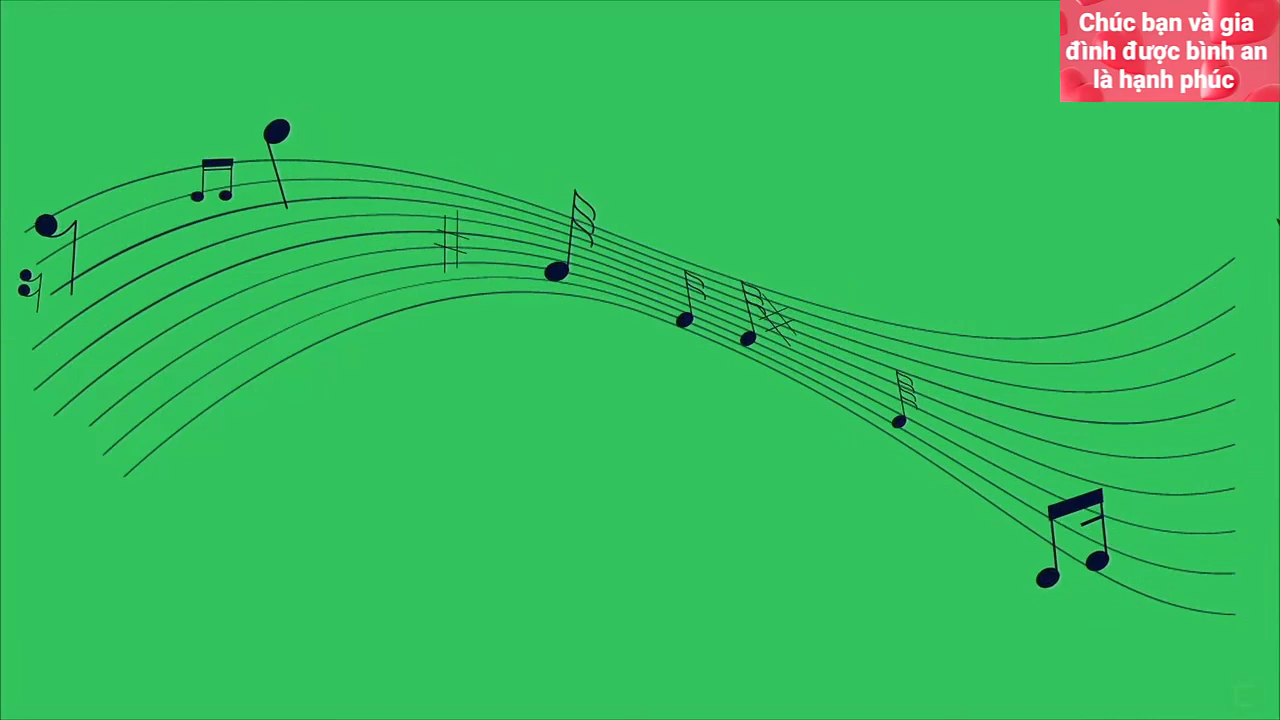 Chúc bạn và gia
đình được bình an
là hạnh phúc